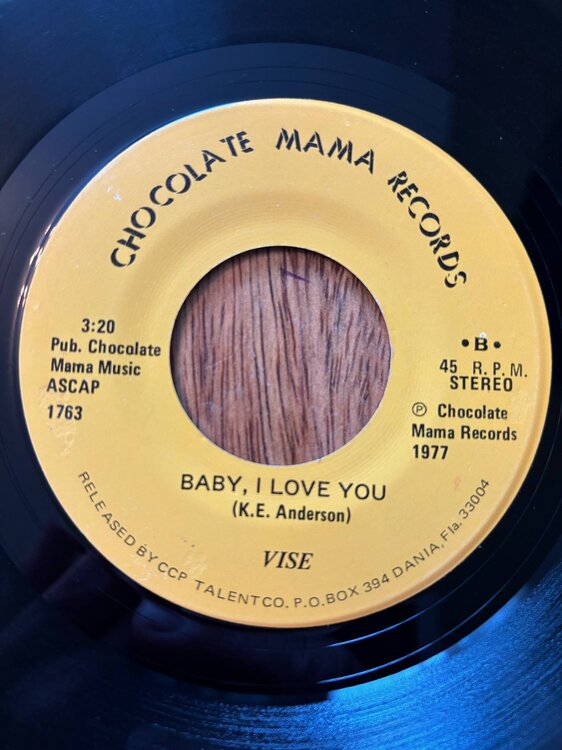 CHOCOLATE MAMA RECORDS
3:20
Pub. Chocolate
Mama Music
ASCAP
1763
• B •
45 R.P.M.
STEREO
℗ Chocolate
Mama Records
1977
BABY, I LOVE YOU
(K.E. Anderson)
VISE
RELEASED BY CCP TALENT CO. P.O. BOX 394 DANIA, Fla. 33004